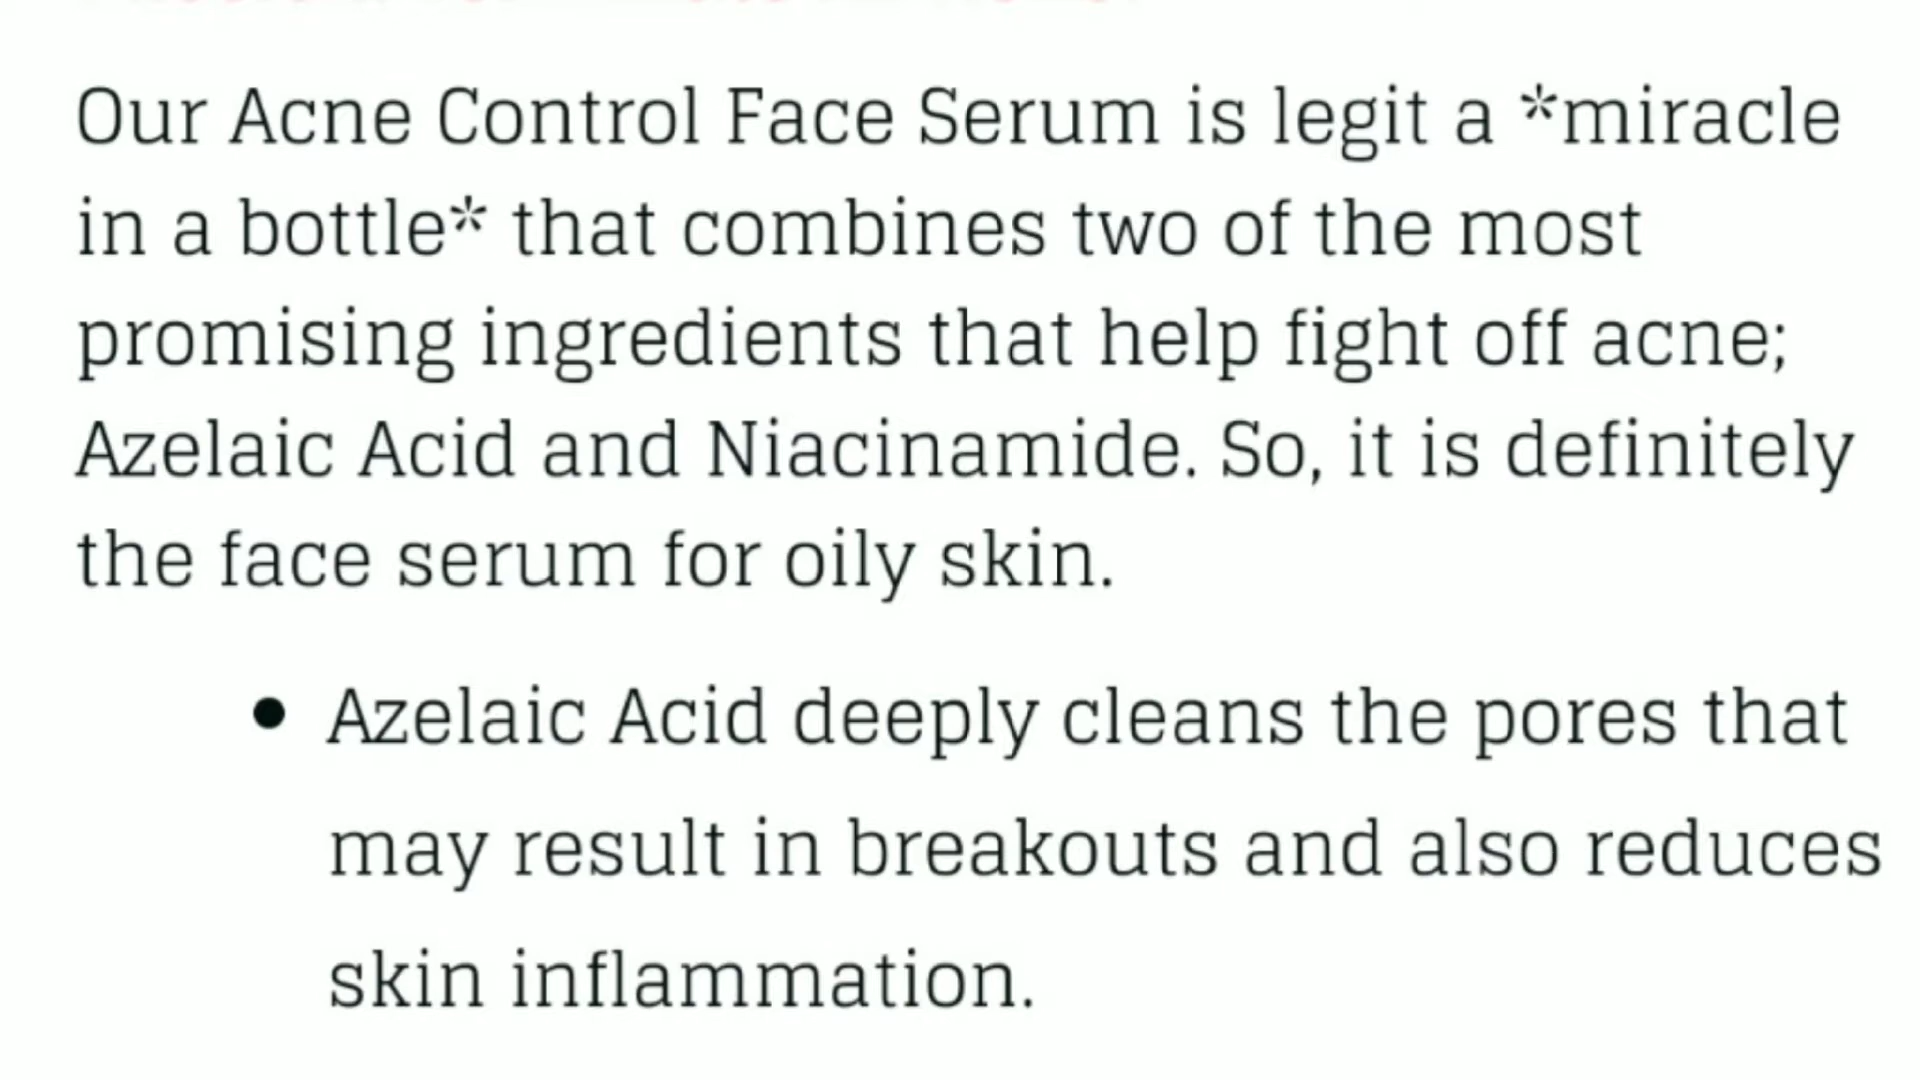 Our Acne Control Face Serum is legit a *miracle
in a bottle* that combines two of the most
promising ingredients that help fight off acne;
Azelaic Acid and Niacinamide. So, it is definitely
the face serum for oily skin.
Azelaic Acid deeply cleans the pores that
may result in breakouts and also reduces
skin inflammation.